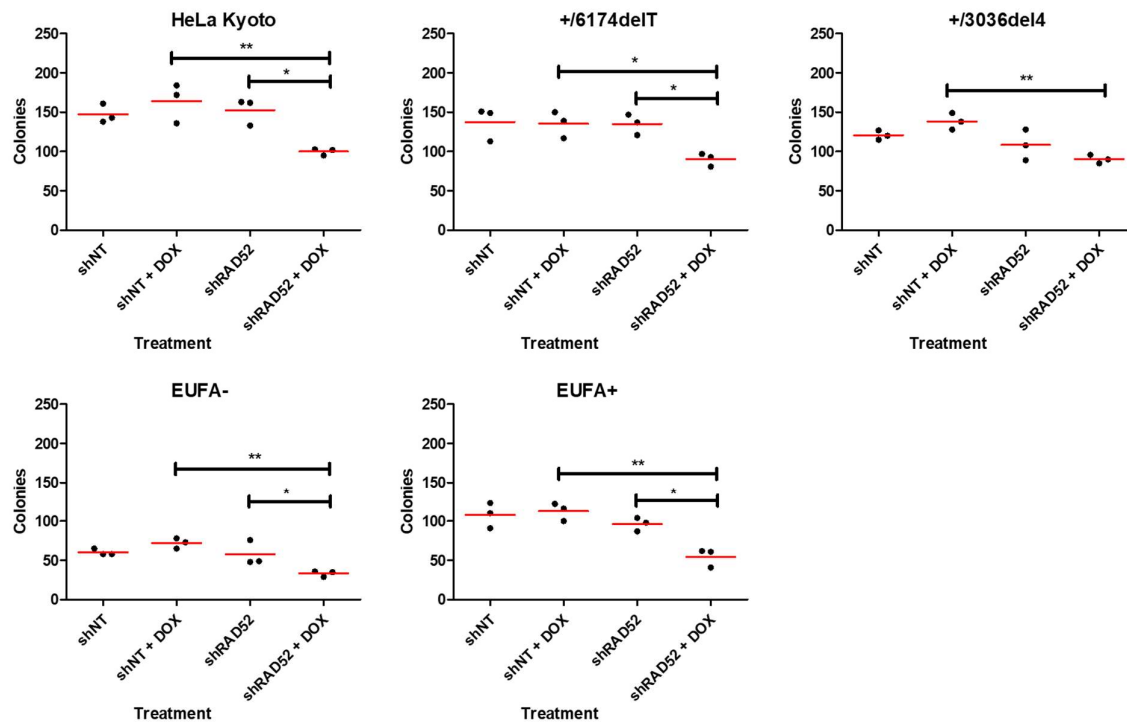 HeLa Kyoto
250
200
150
100
50
0
Colonies
**
*
shNT
shNT + DOX
shRAD52
shRAD52 + DOX
Treatment
+/6174delT
250
200
150
100
50
0
Colonies
*
*
shNT
shNT + DOX
shRAD52
shRAD52 + DOX
Treatment
+/3036del4
250
200
150
100
50
0
Colonies
**
shNT
shNT + DOX
shRAD52
shRAD52 + DOX
Treatment
EUFA-
250
200
150
100
50
0
Colonies
**
*
shNT
shNT + DOX
shRAD52
shRAD52 + DOX
Treatment
EUFA+
250
200
150
100
50
0
Colonies
**
*
shNT
shNT + DOX
shRAD52
shRAD52 + DOX
Treatment